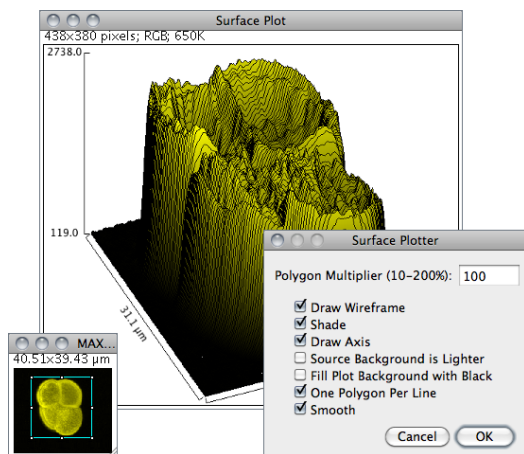 Surface Plot
438x380 pixels; RGB; 650K
2738.0
119.0
31.1 µm
Surface Plotter
Polygon Multiplier (10–200%): 100
Draw Wireframe
Shade
Draw Axis
Source Background is Lighter
Fill Plot Background with Black
One Polygon Per Line
Smooth
Cancel OK
MAX...
40.51x39.43 µm